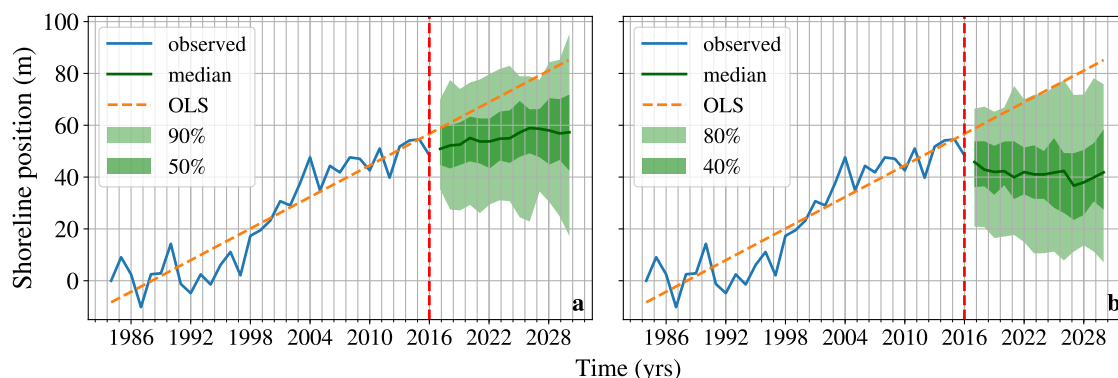 Shoreline position (m)
100
80
60
40
20
0
observed
median
OLS
90%
50%
a
1986 1992 1998 2004 2010 2016 2022 2028
observed
median
OLS
80%
40%
b
1986 1992 1998 2004 2010 2016 2022 2028
Time (yrs)